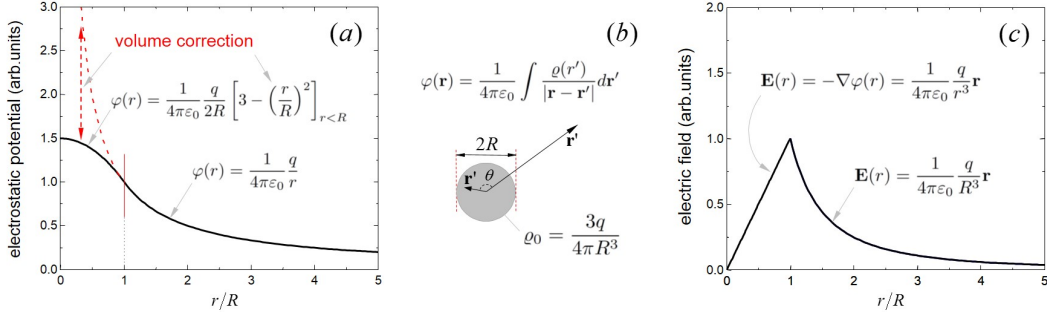 electrostatic potential (arb.units)
3.0
2.5
2.0
1.5
1.0
0.5
0.0
(a)
volume correction
φ(r) = 1/(4πε₀) q/(2R) [3 − (r/R)²]_{r<R}
φ(r) = 1/(4πε₀) q/r
0 1 2 3 4 5
r/R
(b)
φ(r) = 1/(4πε₀) ∫ ϱ(r′)/|r − r′| dr′
2R
r'
r'
θ
ϱ₀ = 3q/(4πR³)
electric field (arb.units)
2.0
1.5
1.0
0.5
0.0
(c)
E(r) = −∇φ(r) = 1/(4πε₀) q/r³ r
E(r) = 1/(4πε₀) q/R³ r
0 1 2 3 4 5
r/R